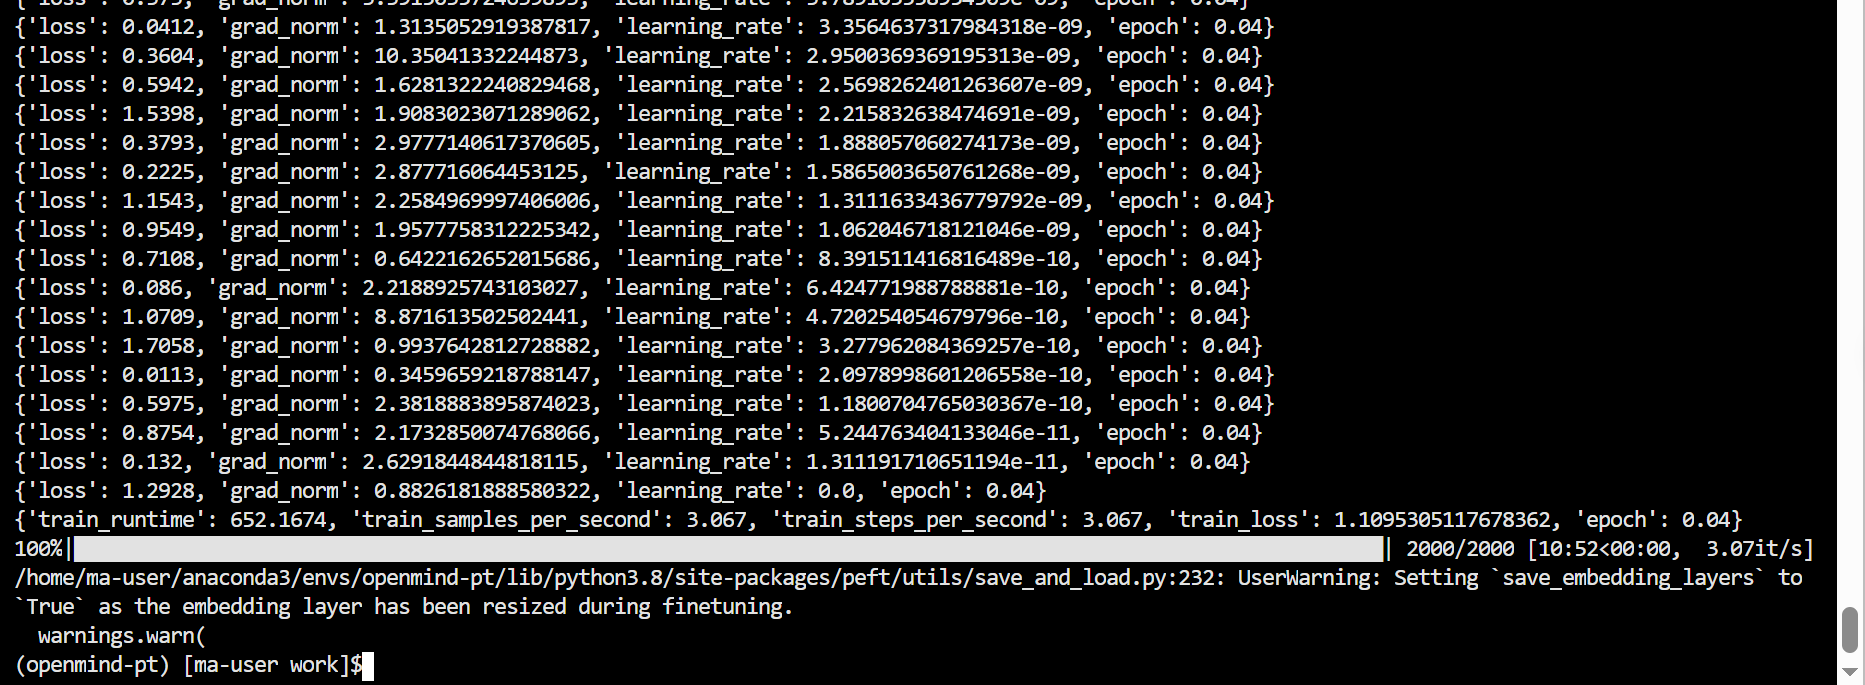 {'loss': 0.0412, 'grad_norm': 1.3135052919387817, 'learning_rate': 3.3564637317984318e-09, 'epoch': 0.04}
{'loss': 0.3604, 'grad_norm': 10.35041332244873, 'learning_rate': 2.9500369369195313e-09, 'epoch': 0.04}
{'loss': 0.5942, 'grad_norm': 1.6281322240829468, 'learning_rate': 2.5698262401263607e-09, 'epoch': 0.04}
{'loss': 1.5398, 'grad_norm': 1.9083023071289062, 'learning_rate': 2.215832638474691e-09, 'epoch': 0.04}
{'loss': 0.3793, 'grad_norm': 2.9777140617370605, 'learning_rate': 1.888057060274173e-09, 'epoch': 0.04}
{'loss': 0.2225, 'grad_norm': 2.877716064453125, 'learning_rate': 1.5865003650761268e-09, 'epoch': 0.04}
{'loss': 1.1543, 'grad_norm': 2.2584969997406006, 'learning_rate': 1.3111633436779792e-09, 'epoch': 0.04}
{'loss': 0.9549, 'grad_norm': 1.9577758312225342, 'learning_rate': 1.062046718121046e-09, 'epoch': 0.04}
{'loss': 0.7108, 'grad_norm': 0.6422162652015686, 'learning_rate': 8.391511416816489e-10, 'epoch': 0.04}
{'loss': 0.086, 'grad_norm': 2.2188925743103027, 'learning_rate': 6.424771988788881e-10, 'epoch': 0.04}
{'loss': 1.0709, 'grad_norm': 8.871613502502441, 'learning_rate': 4.720254054679796e-10, 'epoch': 0.04}
{'loss': 1.7058, 'grad_norm': 0.9937642812728882, 'learning_rate': 3.277962084369257e-10, 'epoch': 0.04}
{'loss': 0.0113, 'grad_norm': 0.3459659218788147, 'learning_rate': 2.0978998601206558e-10, 'epoch': 0.04}
{'loss': 0.5975, 'grad_norm': 2.3818883895874023, 'learning_rate': 1.1800704765030367e-10, 'epoch': 0.04}
{'loss': 0.8754, 'grad_norm': 2.1732850074768066, 'learning_rate': 5.244763404133046e-11, 'epoch': 0.04}
{'loss': 0.132, 'grad_norm': 2.6291844844818115, 'learning_rate': 1.311191710651194e-11, 'epoch': 0.04}
{'loss': 1.2928, 'grad_norm': 0.8826181888580322, 'learning_rate': 0.0, 'epoch': 0.04}
{'train_runtime': 652.1674, 'train_samples_per_second': 3.067, 'train_steps_per_second': 3.067, 'train_loss': 1.1095305117678362, 'epoch': 0.04}
100%| | 2000/2000 [10:52<00:00, 3.07it/s]
/home/ma-user/anaconda3/envs/openmind-pt/lib/python3.8/site-packages/peft/utils/save_and_load.py:232: UserWarning: Setting `save_embedding_layers` to
`True` as the embedding layer has been resized during finetuning.
  warnings.warn(
(openmind-pt) [ma-user work]$